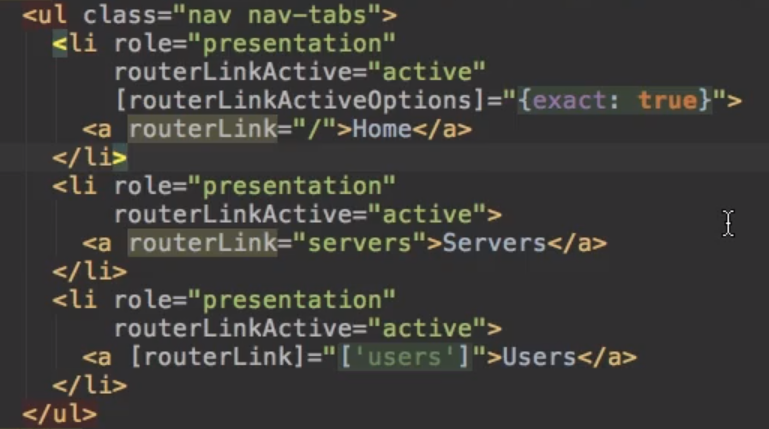 <ul class="nav nav-tabs">
<li role="presentation"
routerLinkActive="active"
[routerLinkActiveOptions]="{exact: true}">
<a routerLink="/">Home</a>
</li>
<li role="presentation"
routerLinkActive="active">
<a routerLink="servers">Servers</a>
</li>
<li role="presentation"
routerLinkActive="active">
<a [routerLink]="['users']">Users</a>
</li>
</ul>